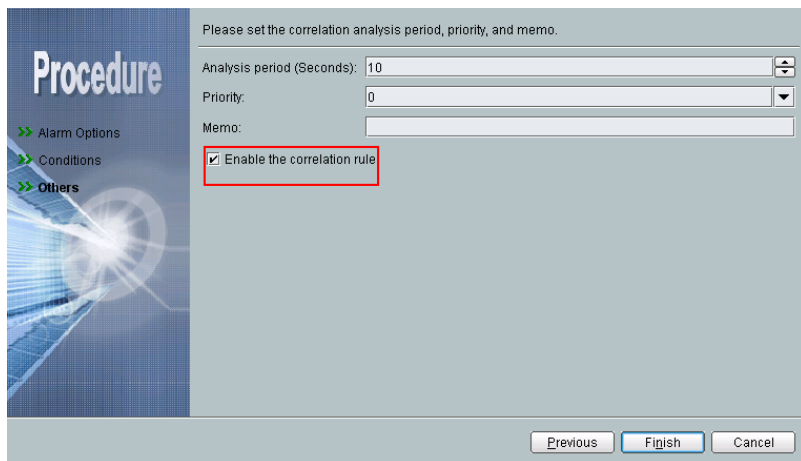 Procedure
>> Alarm Options
>> Conditions
>> Others
Please set the correlation analysis period, priority, and memo.
Analysis period (Seconds): 10
Priority: 0
Memo:
Enable the correlation rule
Previous Finish Cancel